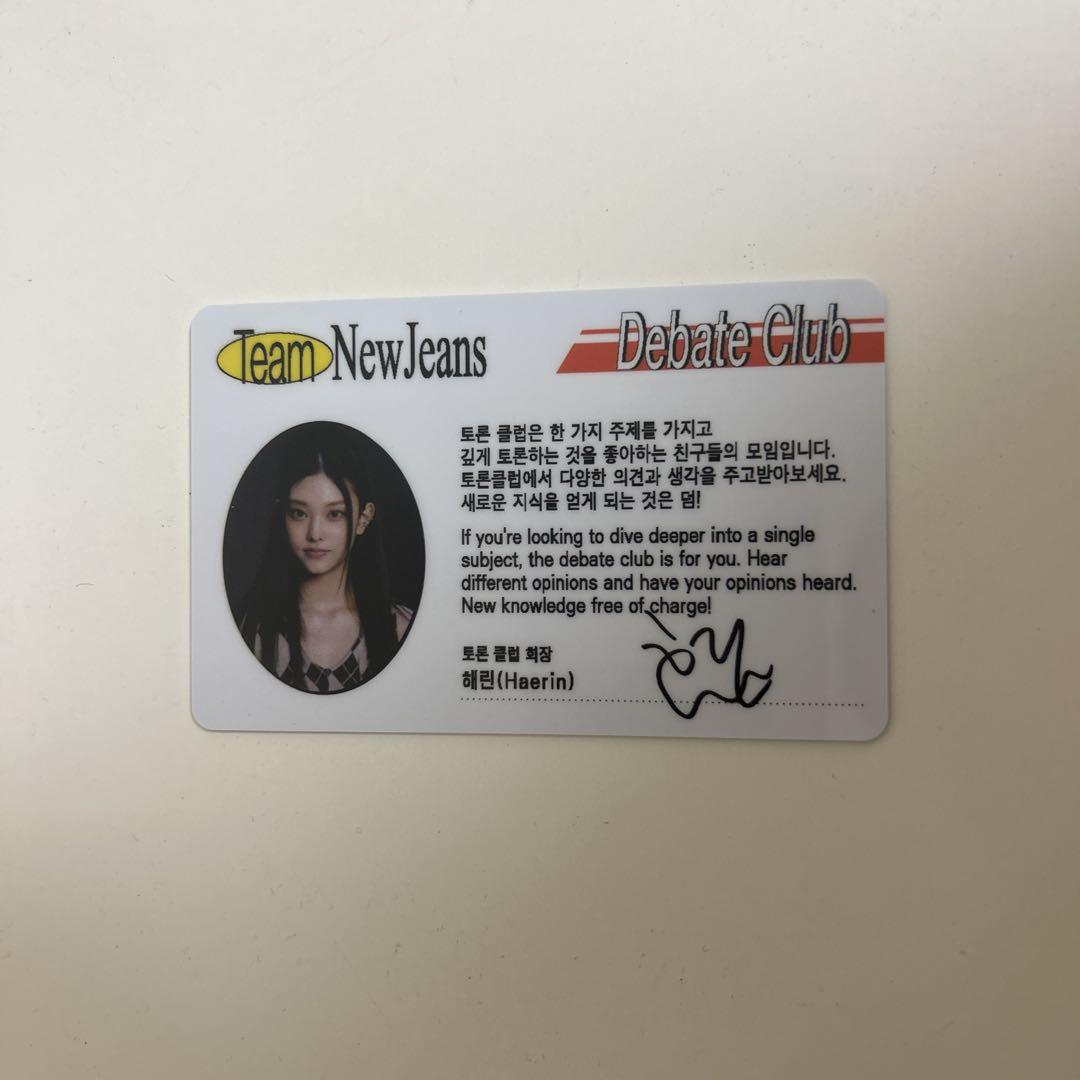 Team NewJeans
Debate Club
토론 클럽은 한 가지 주제를 가지고
깊게 토론하는 것을 좋아하는 친구들의 모임입니다.
토론클럽에서 다양한 의견과 생각을 주고받아보세요.
새로운 지식을 얻게 되는 것은 덤!
If you're looking to dive deeper into a single
subject, the debate club is for you. Hear
different opinions and have your opinions heard.
New knowledge free of charge!
토론 클럽 회장
해린(Haerin)